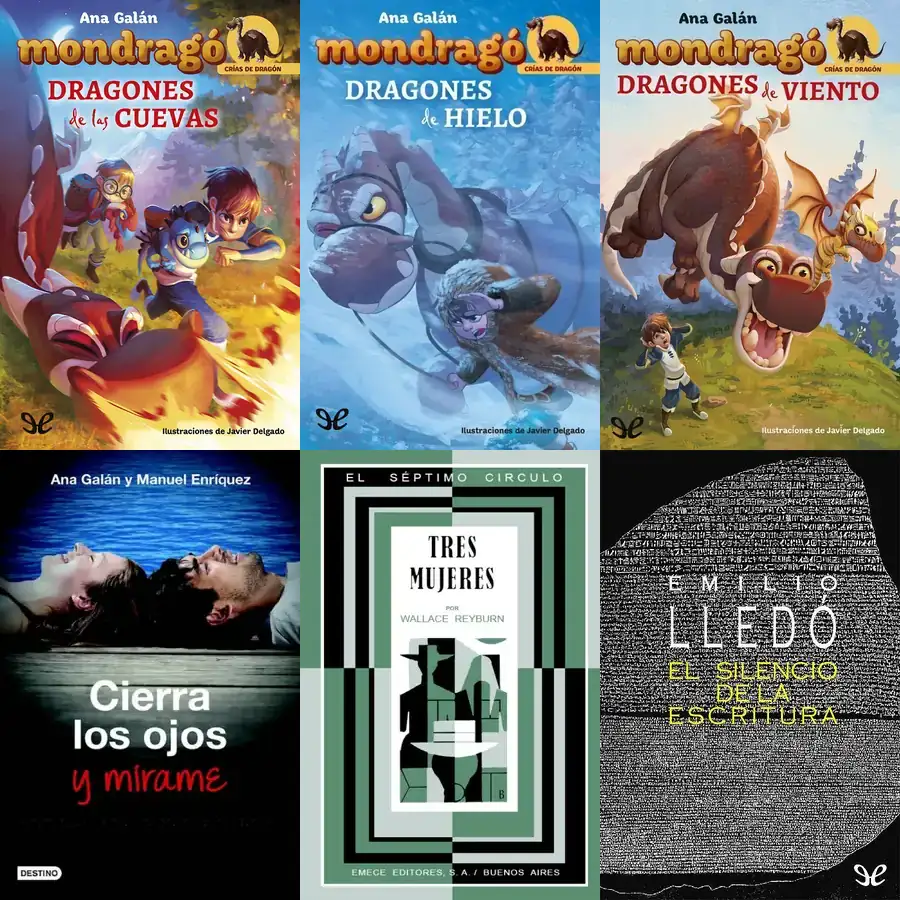 Ana Galán
mondragó
CRÍAS DE DRAGÓN
DRAGONES
de las CUEVAS
Ilustraciones de Javier Delgado
Ana Galán
mondragó
CRÍAS DE DRAGÓN
DRAGONES
de HIELO
Ilustraciones de Javier Delgado
Ana Galán
mondragó
CRÍAS DE DRAGÓN
DRAGONES de VIENTO
Ilustraciones de Javier Delgado
Ana Galán y Manuel Enríquez
Cierra
los ojos
y mírame
DESTINO
EL SÉPTIMO CIRCULO
TRES
MUJERES
POR
WALLACE REYBURN
B
EMECE EDITORES, S.A. / BUENOS AIRES
EMILIO
LLEDÓ
EL SILENCIO
DE LA
ESCRITURA